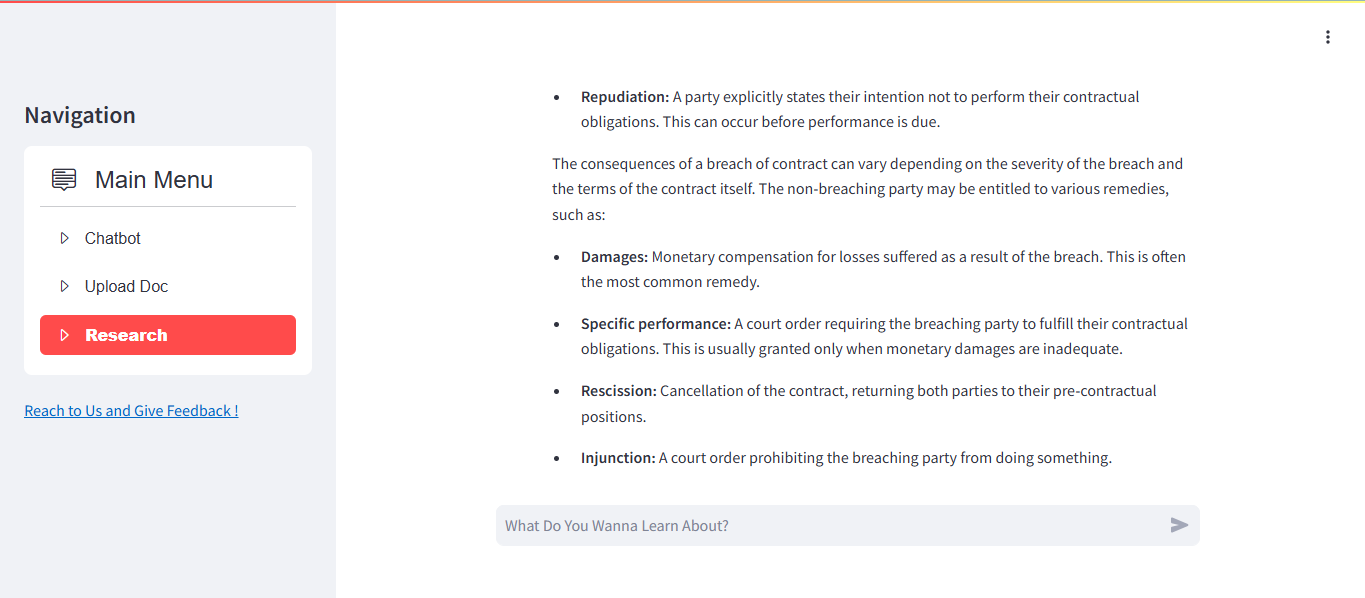 Navigation
Main Menu
Chatbot
Upload Doc
Research
Reach to Us and Give Feedback !
• Repudiation: A party explicitly states their intention not to perform their contractual
obligations. This can occur before performance is due.
The consequences of a breach of contract can vary depending on the severity of the breach and
the terms of the contract itself. The non-breaching party may be entitled to various remedies,
such as:
• Damages: Monetary compensation for losses suffered as a result of the breach. This is often
the most common remedy.
• Specific performance: A court order requiring the breaching party to fulfill their contractual
obligations. This is usually granted only when monetary damages are inadequate.
• Rescission: Cancellation of the contract, returning both parties to their pre-contractual
positions.
• Injunction: A court order prohibiting the breaching party from doing something.
What Do You Wanna Learn About?